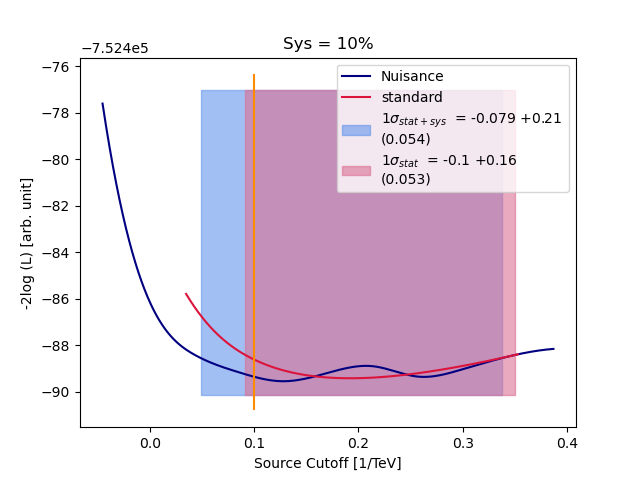 −7.524e5
Sys = 10%
−76
−78
−80
−82
−84
−86
−88
−90
-2log (L) [arb. unit]
Nuisance
standard
1σstat + sys = -0.079 +0.21
(0.054)
1σstat = -0.1 +0.16
(0.053)
0.0
0.1
0.2
0.3
0.4
Source Cutoff [1/TeV]